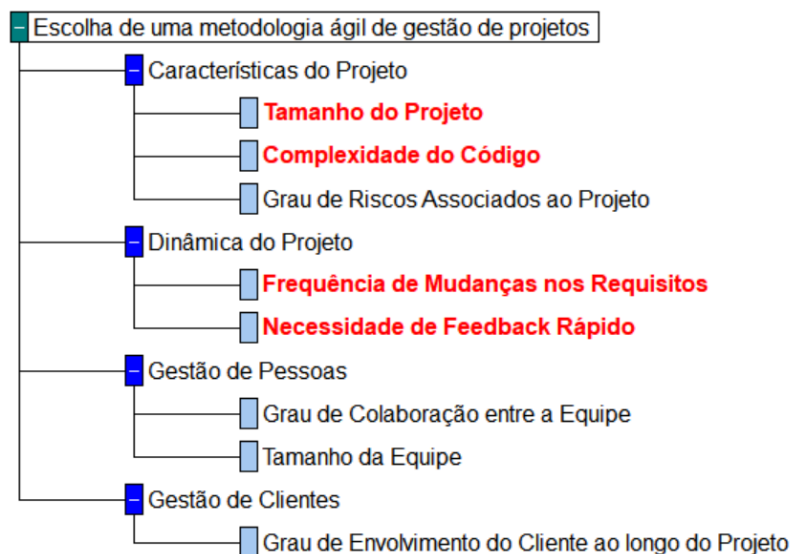 Escolha de uma metodologia ágil de gestão de projetos
Características do Projeto
Tamanho do Projeto
Complexidade do Código
Grau de Riscos Associados ao Projeto
Dinâmica do Projeto
Frequência de Mudanças nos Requisitos
Necessidade de Feedback Rápido
Gestão de Pessoas
Grau de Colaboração entre a Equipe
Tamanho da Equipe
Gestão de Clientes
Grau de Envolvimento do Cliente ao longo do Projeto